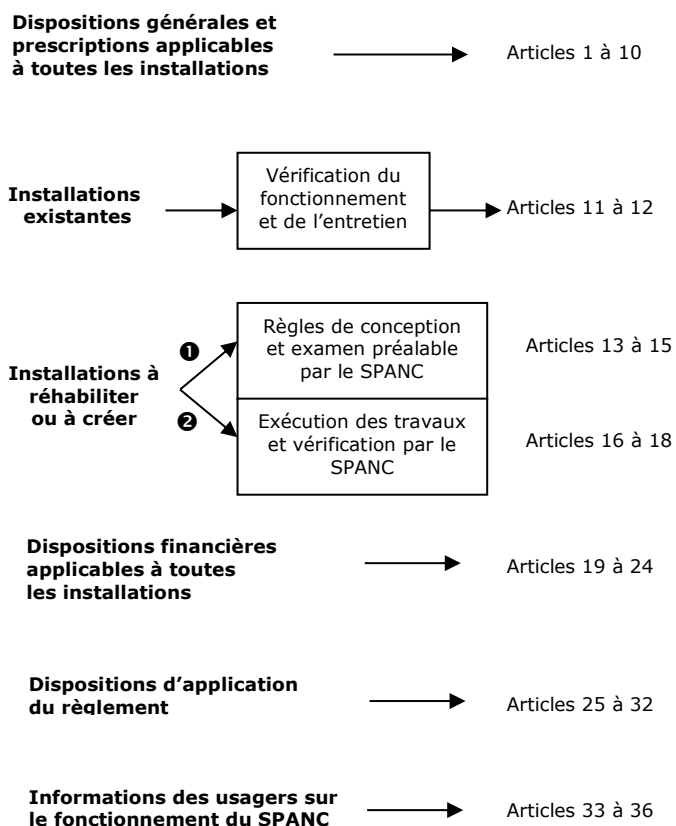 Dispositions générales et
prescriptions applicables
à toutes les installations
Articles 1 à 10
Installations
existantes
Vérification du
fonctionnement
et de l’entretien
Articles 11 à 12
Installations à
réhabiliter
ou à créer
❶
Règles de conception
et examen préalable
par le SPANC
Articles 13 à 15
❷
Exécution des travaux
et vérification par le
SPANC
Articles 16 à 18
Dispositions financières
applicables à toutes
les installations
Articles 19 à 24
Dispositions d’application
du règlement
Articles 25 à 32
Informations des usagers sur
le fonctionnement du SPANC
Articles 33 à 36